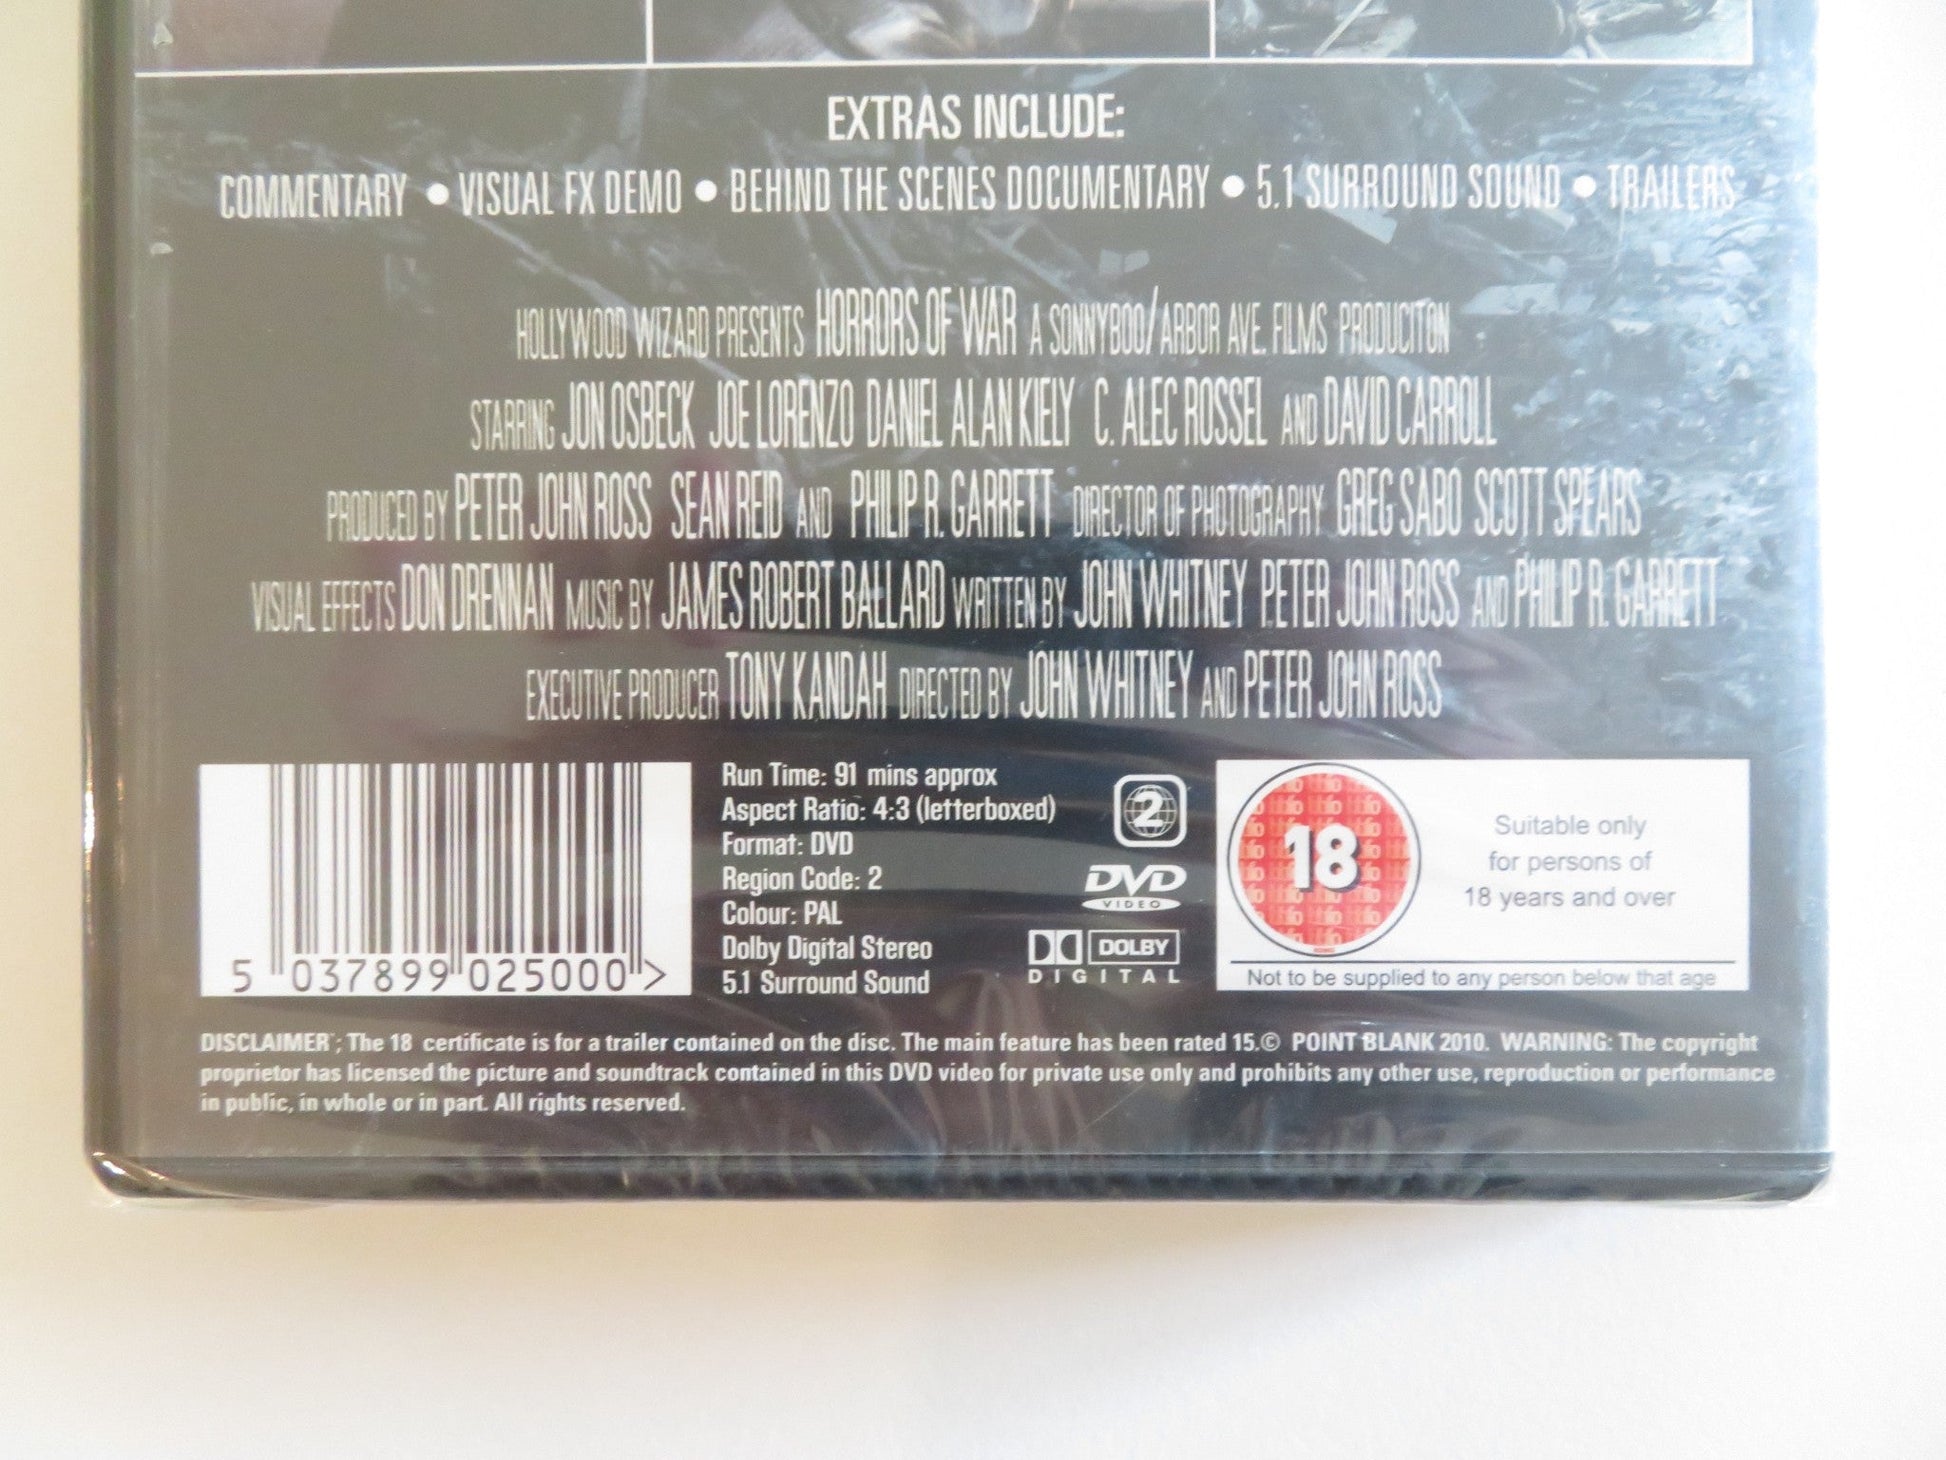 EXTRAS INCLUDE:
COMMENTARY • VISUAL FX DEMO • BEHIND THE SCENES DOCUMENTARY • 5.1 SURROUND SOUND • TRAILERS
HOLLYWOOD WIZARD PRESENTS HORRORS OF WAR A SONNYBOO/ARBOR AVE. FILMS PRODUCITON
STARRING JON OSBECK JOE LORENZO DANIEL ALAN KIELY C. ALEC ROSSEL AND DAVID CARROLL
PRODUCED BY PETER JOHN ROSS SEAN REID AND PHILIP R. GARRETT DIRECTOR OF PHOTOGRAPHY GREG SABO SCOTT SPEARS
VISUAL EFFECTS DON DRENNAN MUSIC BY JAMES ROBERT BALLARD WRITTEN BY JOHN WHITNEY PETER JOHN ROSS AND PHILIP R. GARRETT
EXECUTIVE PRODUCER TONY KANDAH DIRECTED BY JOHN WHITNEY AND PETER JOHN ROSS
5 037899 025000 >
Run Time: 91 mins approx
Aspect Ratio: 4:3 (letterboxed)
Format: DVD
Region Code: 2
Colour: PAL
Dolby Digital Stereo
5.1 Surround Sound
2
DVD
VIDEO
DOLBY
DIGITAL
18
Suitable only
for persons of
18 years and over
Not to be supplied to any person below that age
DISCLAIMER ; The 18 certificate is for a trailer contained on the disc. The main feature has been rated 15.© POINT BLANK 2010. WARNING: The copyright
proprietor has licensed the picture and soundtrack contained in this DVD video for private use only and prohibits any other use, reproduction or performance
in public, in whole or in part. All rights reserved.